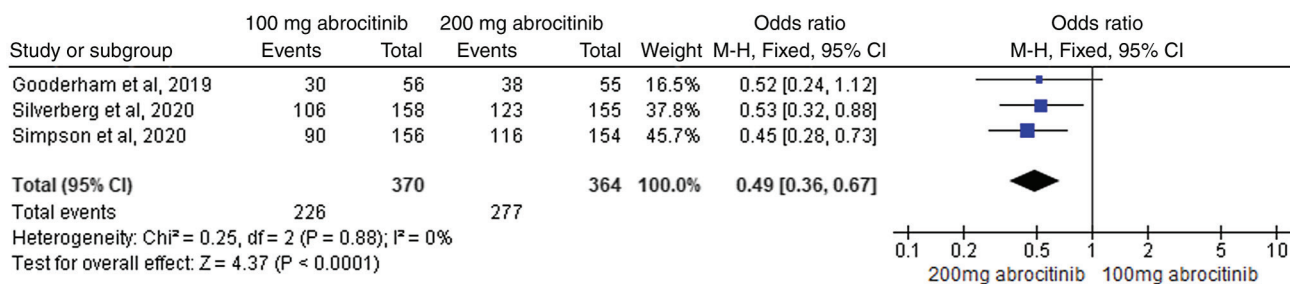 100 mg abrocitinib 200 mg abrocitinib Odds ratio Odds ratio
Study or subgroup Events Total Events Total Weight M-H, Fixed, 95% CI M-H, Fixed, 95% CI
Gooderham et al, 2019 30 56 38 55 16.5% 0.52 [0.24, 1.12]
Silverberg et al, 2020 106 158 123 155 37.8% 0.53 [0.32, 0.88]
Simpson et al, 2020 90 156 116 154 45.7% 0.45 [0.28, 0.73]
Total (95% CI) 370 364 100.0% 0.49 [0.36, 0.67]
Total events 226 277
Heterogeneity: Chi² = 0.25, df = 2 (P = 0.88); I² = 0%
Test for overall effect: Z = 4.37 (P < 0.0001)
0.1 0.2 0.5 1 2 5 10
200mg abrocitinib 100mg abrocitinib